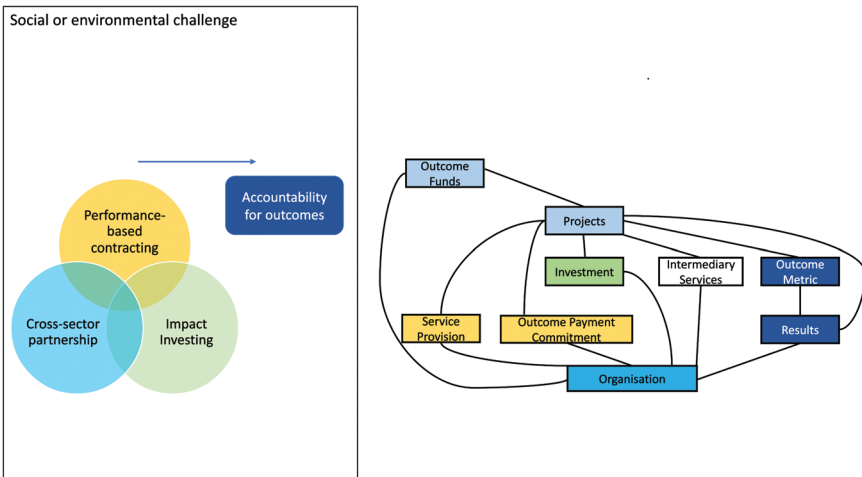 Social or environmental challenge
Performance-
based
contracting
Accountability
for outcomes
Cross-sector
partnership
Impact
Investing
Outcome
Funds
Projects
Investment
Intermediary
Services
Outcome
Metric
Service
Provision
Outcome Payment
Commitment
Results
Organisation